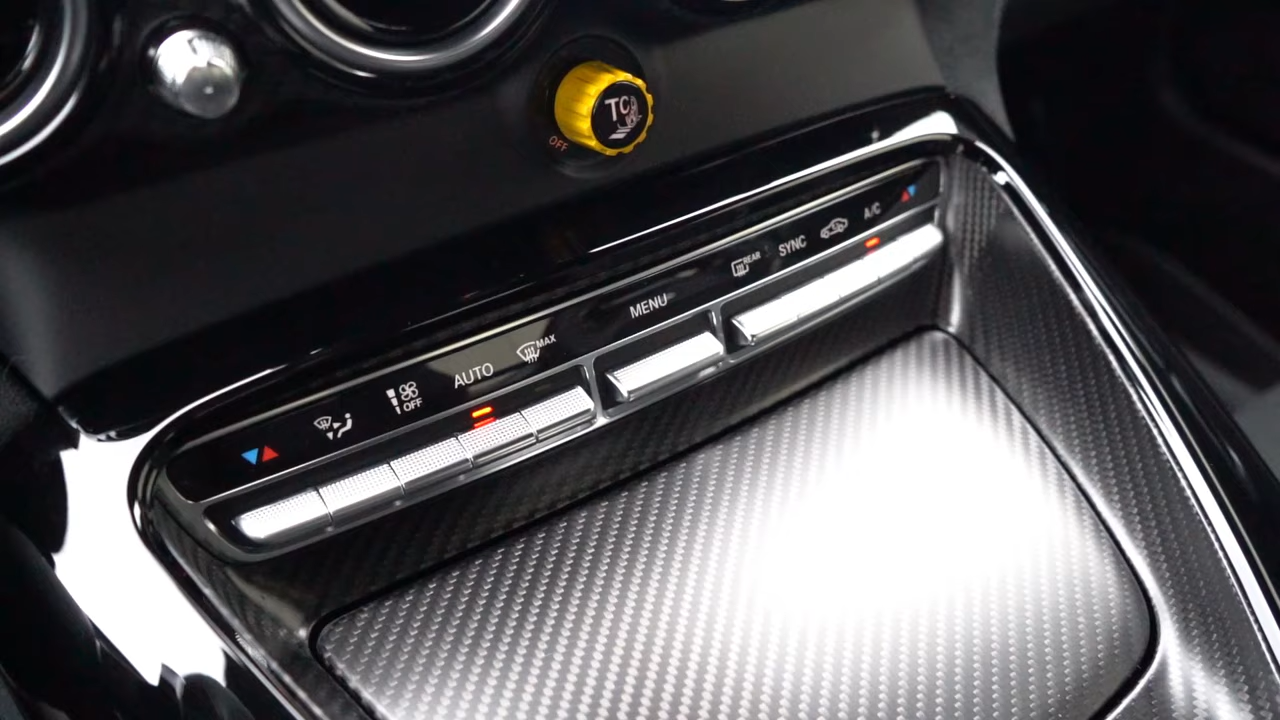 TC
OFF
OFF
AUTO
MAX
MENU
REAR
SYNC
A/C